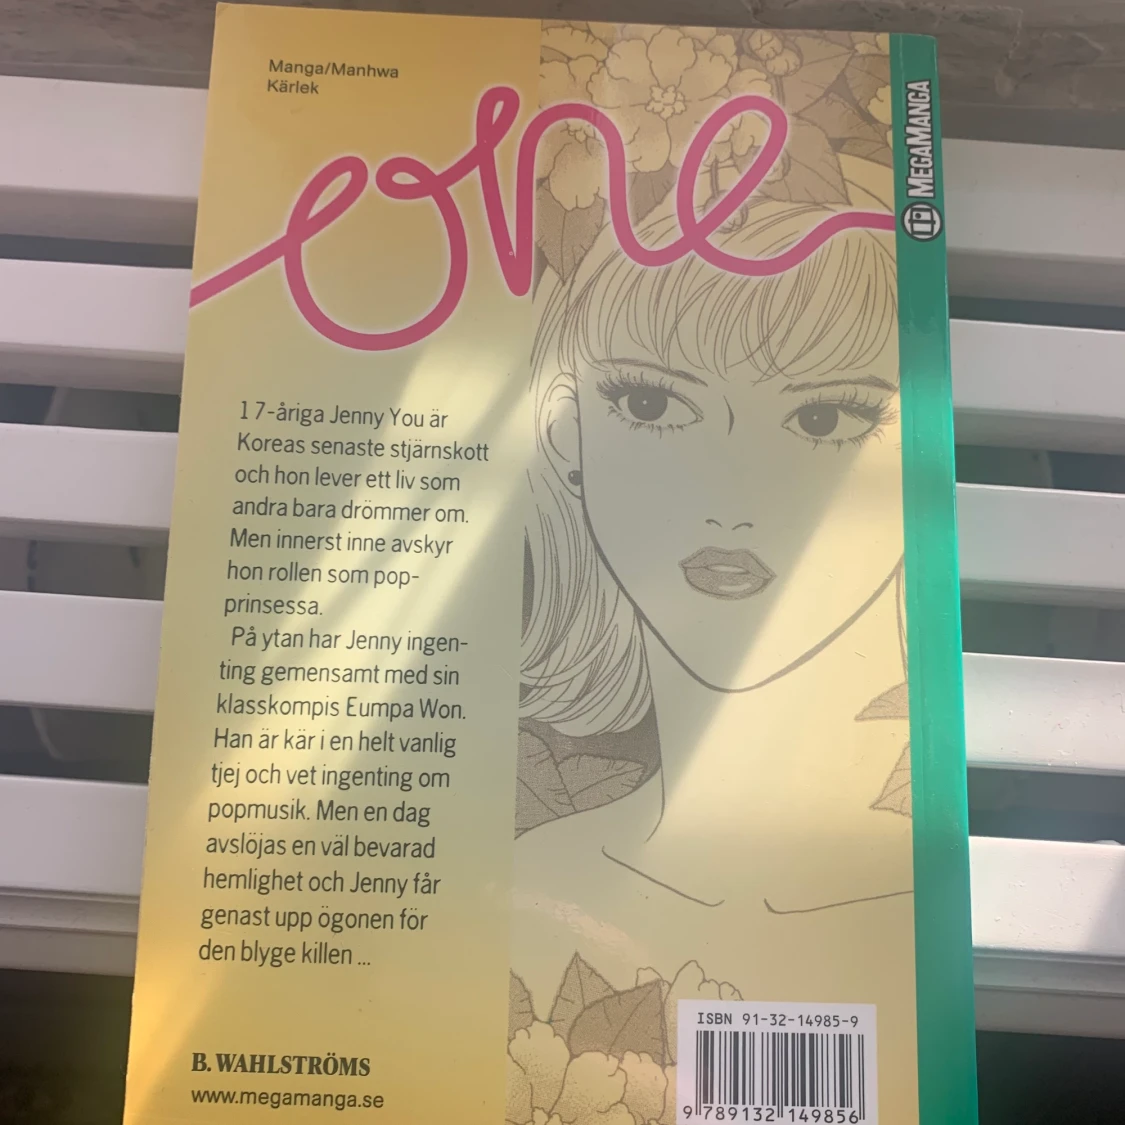 Manga/Manhwa
Kärlek
one
MEGAMANGA
17-åriga Jenny You är
Koreas senaste stjärnskott
och hon lever ett liv som
andra bara drömmer om.
Men innerst inne avskyr
hon rollen som pop-
prinsessa.
På ytan har Jenny ingen-
ting gemensamt med sin
klasskompis Eumpa Won.
Han är kär i en helt vanlig
tjej och vet ingenting om
popmusik. Men en dag
avslöjas en väl bevarad
hemlighet och Jenny får
genast upp ögonen för
den blyge killen ...
B. WAHLSTRÖMS
www.megamanga.se
ISBN 91-32-14985-9
9 789132 149856